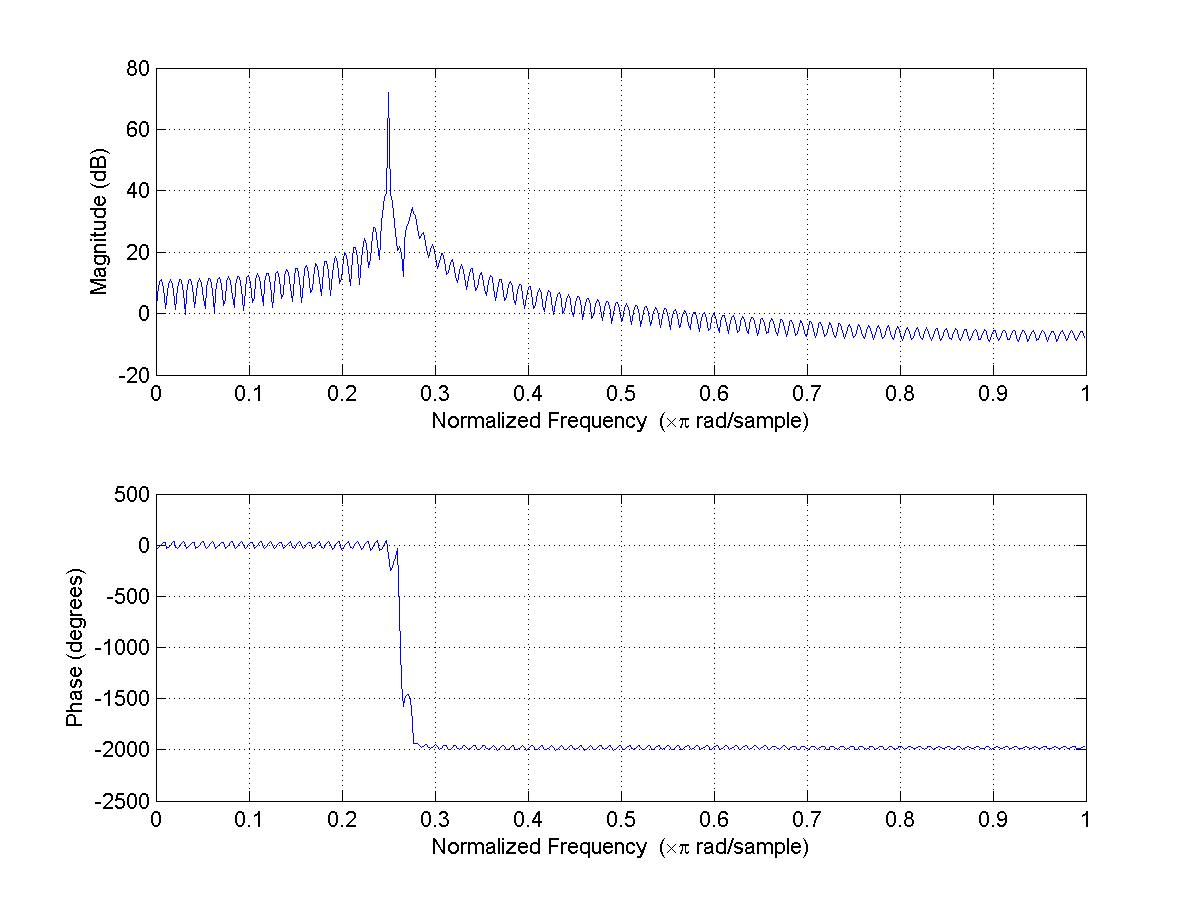 80
60
40
20
0
-20
Magnitude (dB)
0 0.1 0.2 0.3 0.4 0.5 0.6 0.7 0.8 0.9 1
Normalized Frequency (×π rad/sample)
500
0
-500
-1000
-1500
-2000
-2500
Phase (degrees)
0 0.1 0.2 0.3 0.4 0.5 0.6 0.7 0.8 0.9 1
Normalized Frequency (×π rad/sample)